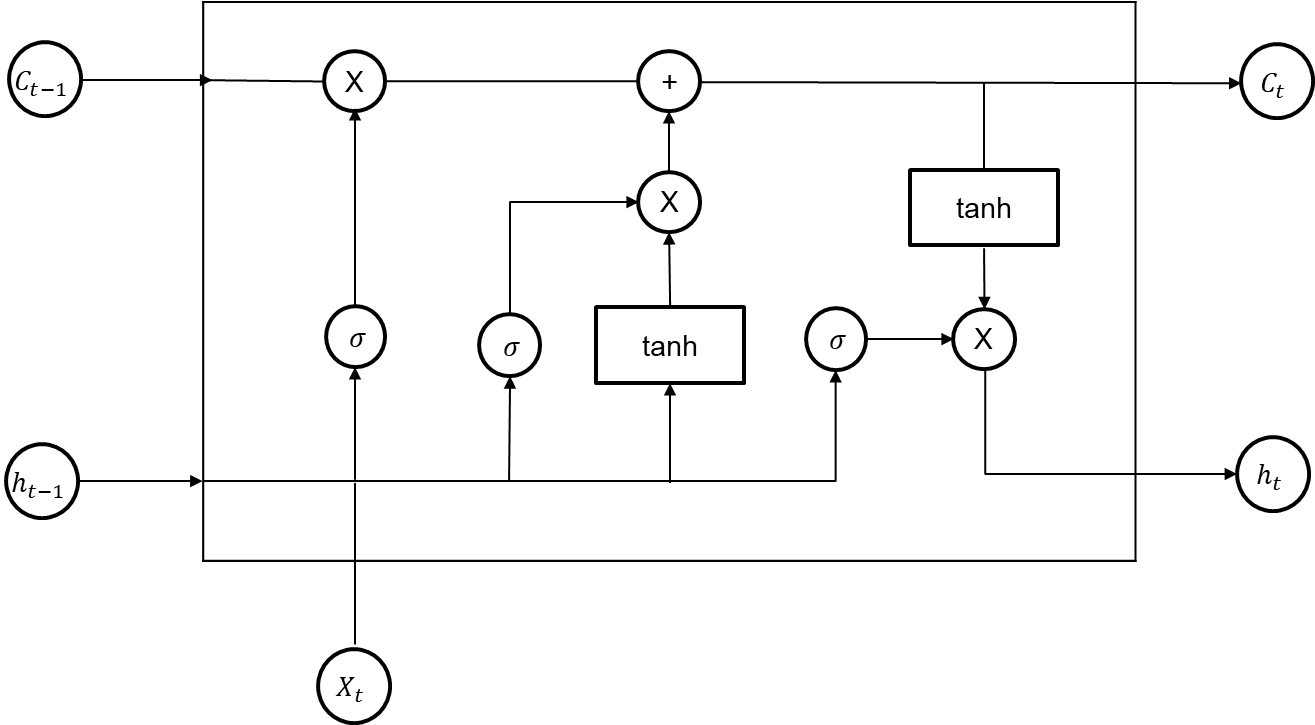 C_{t-1}
X
+
C_t
X
tanh
σ
σ
tanh
σ
X
h_{t-1}
h_t
X_t